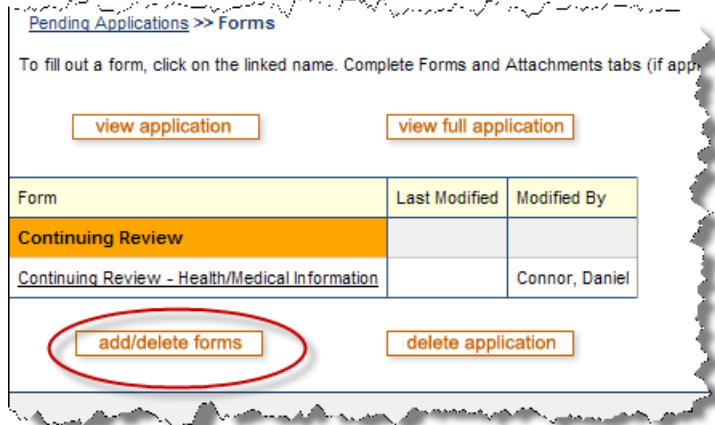 Pending Applications >> Forms
To fill out a form, click on the linked name. Complete Forms and Attachments tabs (if
view application view full application
Form Last Modified Modified By
Continuing Review
Continuing Review - Health/Medical Information Connor, Daniel
add/delete forms delete application